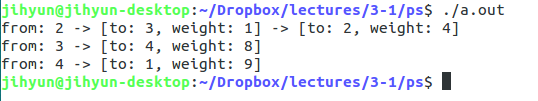 jihyun@jihyun-desktop:~/Dropbox/lectures/3-1/ps$ ./a.out
from: 2 -> [to: 3, weight: 1] -> [to: 2, weight: 4]
from: 3 -> [to: 4, weight: 8]
from: 4 -> [to: 1, weight: 9]
jihyun@jihyun-desktop:~/Dropbox/lectures/3-1/ps$